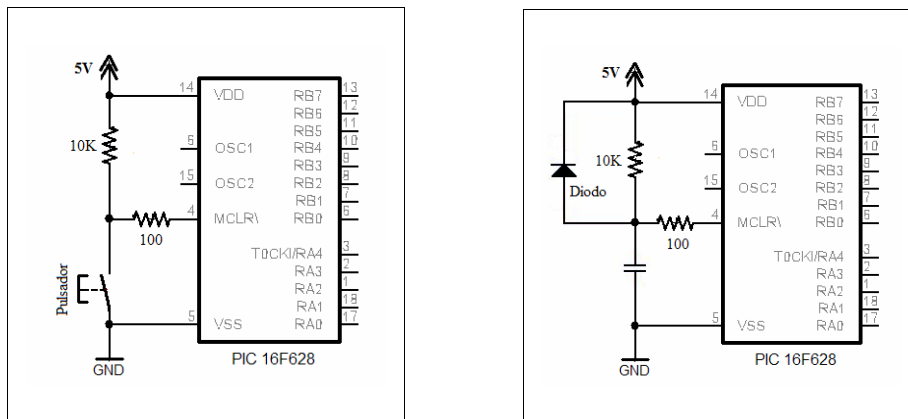 5V
14 VDD RB7 13
RB6 12
RB5 11
10K 6 OSC1 RB4 10
RB3 9
15 OSC2 RB2 8
RB1 7
4 MCLR\ RB0 6
100
T0CKI/RA4 3
RA3 2
Pulsador
RA2 1
RA1 18
5 VSS RA0 17
GND
PIC 16F628
5V
14 VDD RB7 13
RB6 12
RB5 11
10K 6 OSC1 RB4 10
RB3 9
Diodo 15 OSC2 RB2 8
RB1 7
4 MCLR\ RB0 6
100
T0CKI/RA4 3
RA3 2
RA2 1
RA1 18
5 VSS RA0 17
GND
PIC 16F628